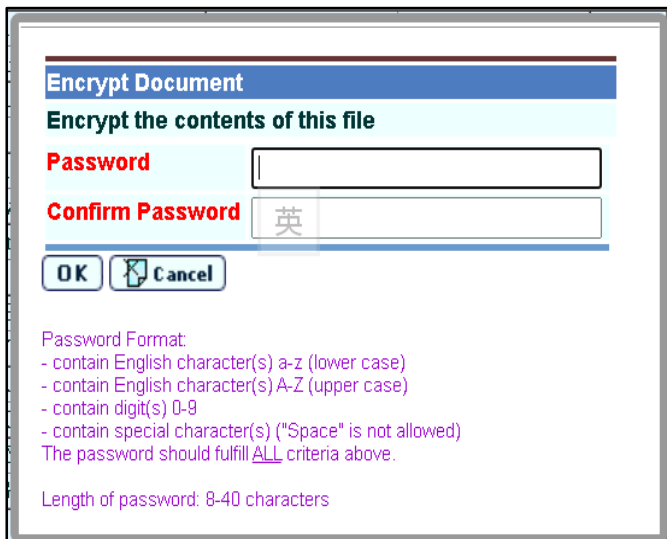 Encrypt Document
Encrypt the contents of this file
Password
Confirm Password
英
OK Cancel
Password Format:
- contain English character(s) a-z (lower case)
- contain English character(s) A-Z (upper case)
- contain digit(s) 0-9
- contain special character(s) ("Space" is not allowed)
The password should fulfill ALL criteria above.
Length of password: 8-40 characters